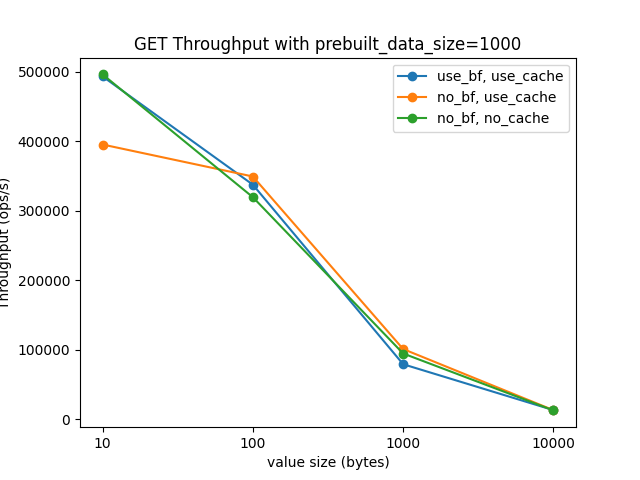 GET Throughput with prebuilt_data_size=1000
use_bf, use_cache
no_bf, use_cache
no_bf, no_cache
Throughput (ops/s)
500000
400000
300000
200000
100000
0
10
100
1000
10000
value size (bytes)